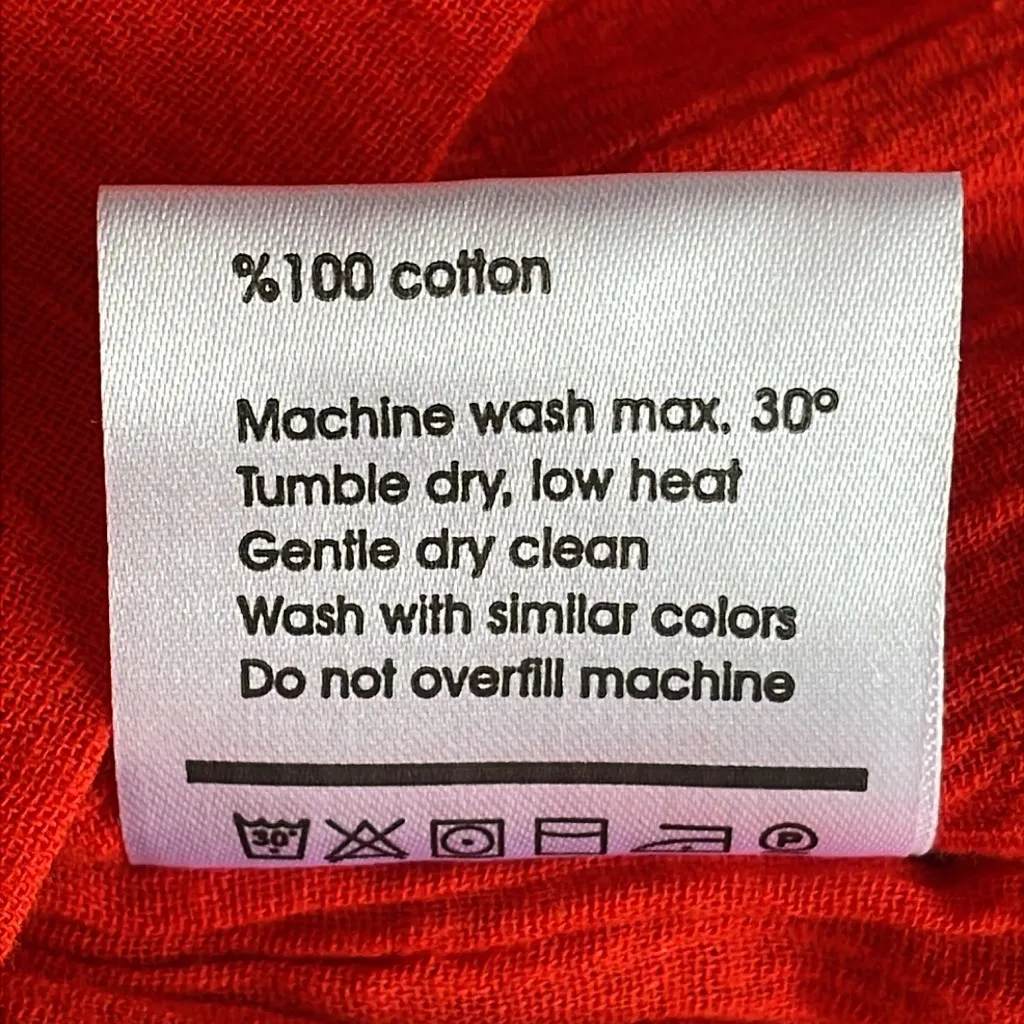 %100 cotton
Machine wash max. 30°
Tumble dry, low heat
Gentle dry clean
Wash with similar colors
Do not overfill machine
30° P